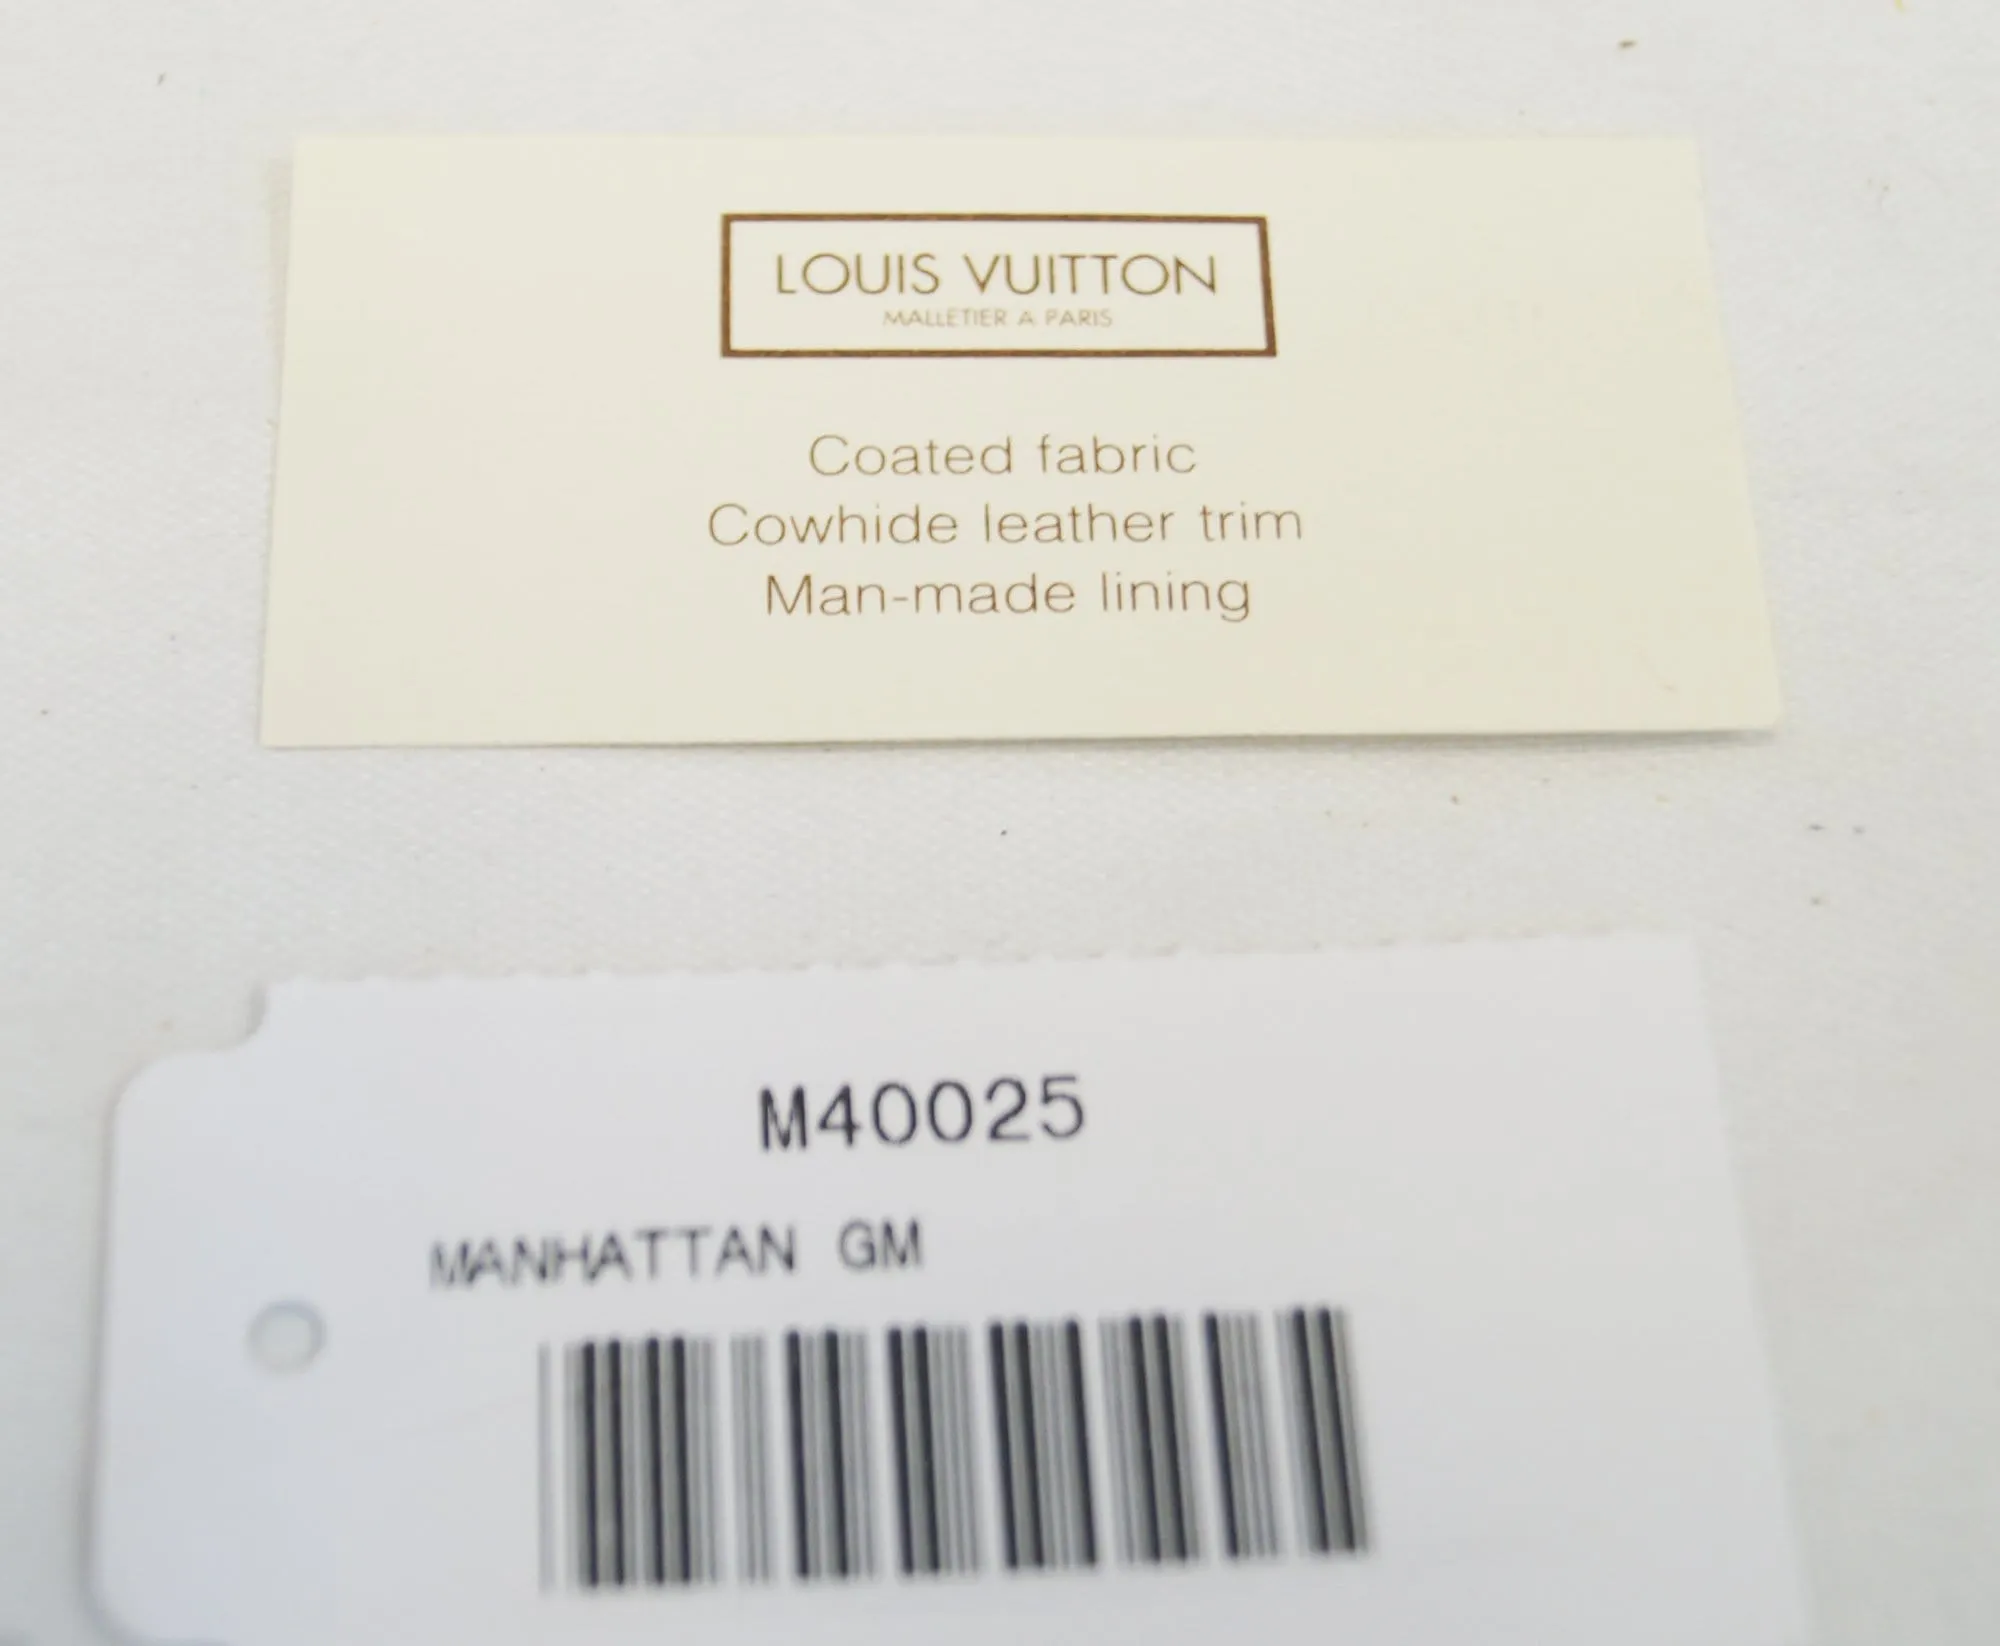 LOUIS VUITTON
MALLETIER A PARIS
Coated fabric
Cowhide leather trim
Man-made lining
M40025
MANHATTAN GM